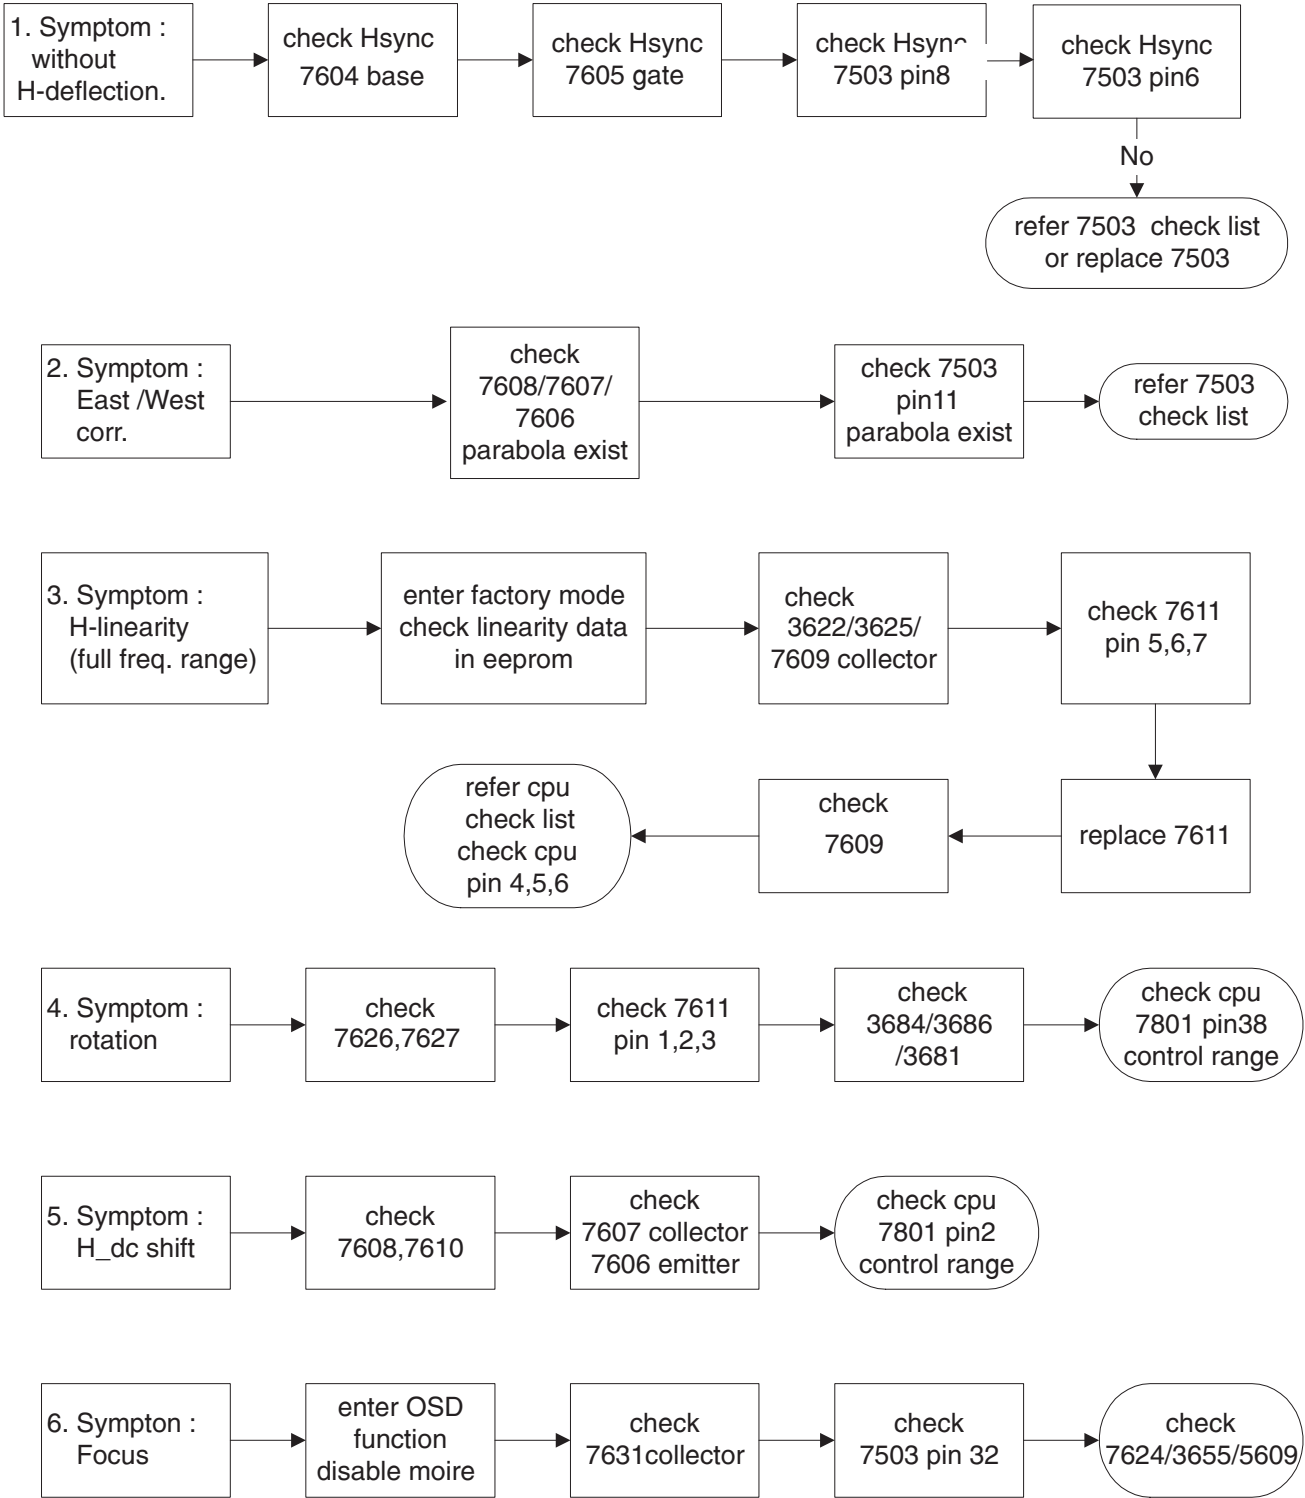 1. Symptom :
without
H-deflection.
check Hsync
7604 base
check Hsync
7605 gate
check Hsync
7503 pin8
check Hsync
7503 pin6
No
refer 7503 check list
or replace 7503
2. Symptom :
East /West
corr.
check
7608/7607/
7606
parabola exist
check 7503
pin11
parabola exist
refer 7503
check list
3. Symptom :
H-linearity
(full freq. range)
enter factory mode
check linearity data
in eeprom
check
3622/3625/
7609 collector
check 7611
pin 5,6,7
replace 7611
check
7609
refer cpu
check list
check cpu
pin 4,5,6
4. Symptom :
rotation
check
7626,7627
check 7611
pin 1,2,3
check
3684/3686
/3681
check cpu
7801 pin38
control range
5. Symptom :
H_dc shift
check
7608,7610
check
7607 collector
7606 emitter
check cpu
7801 pin2
control range
6. Sympton :
Focus
enter OSD
function
disable moire
check
7631collector
check
7503 pin 32
check
7624/3655/5609